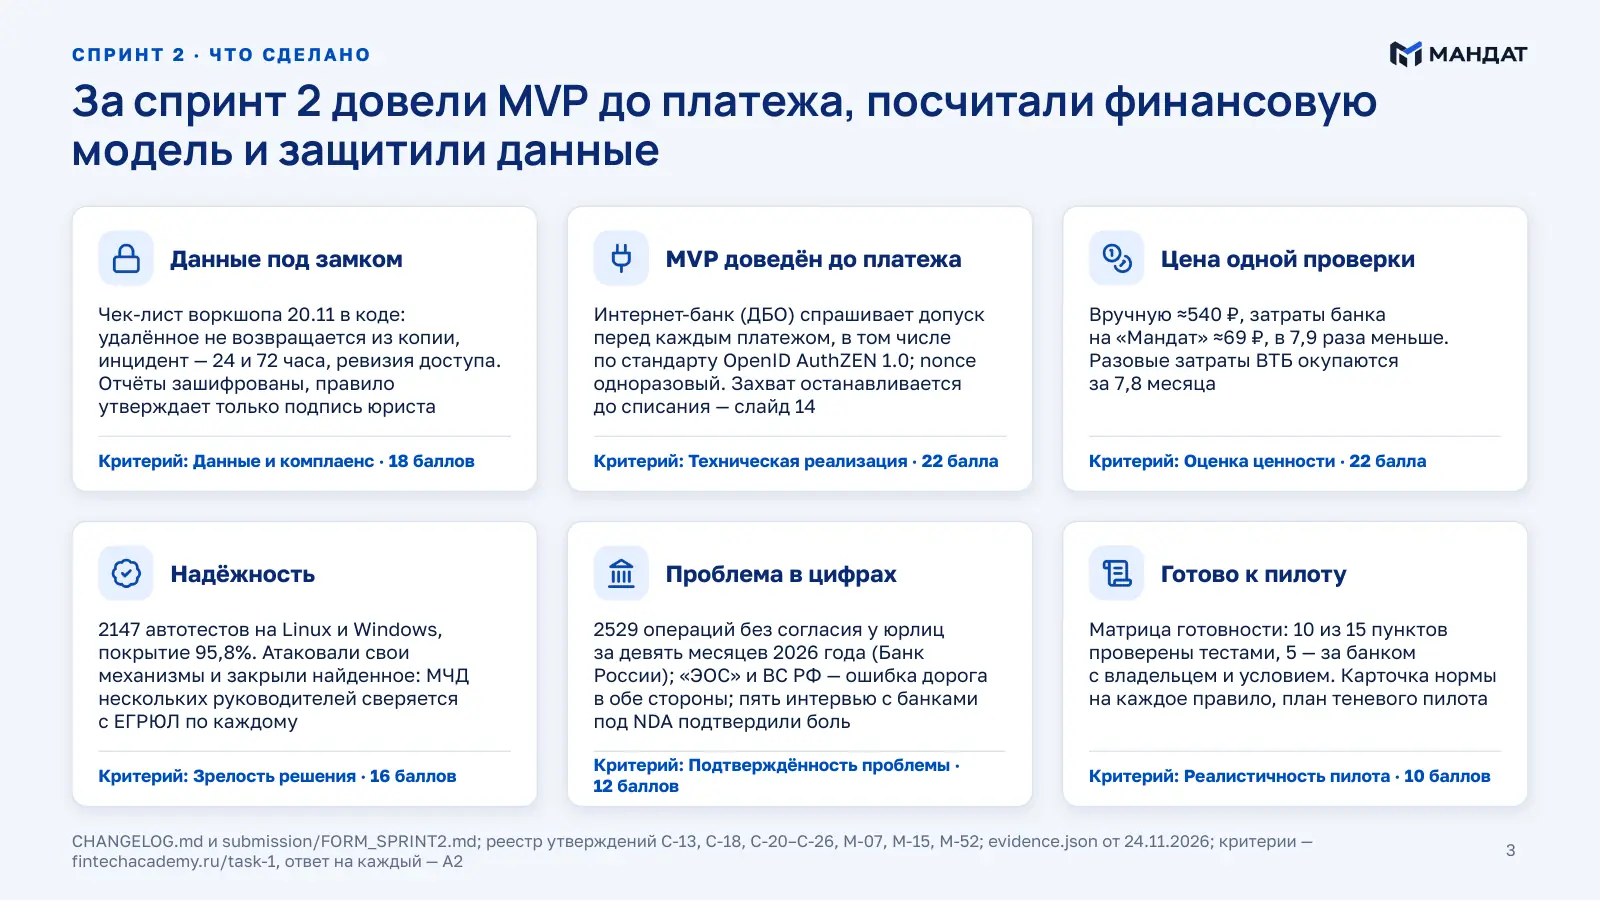 СПРИНТ 2 · ЧТО СДЕЛАНО
МАНДАТ
За спринт 2 довели MVP до платежа, посчитали финансовую
модель и защитили данные
Данные под замком
Чек-лист воркшопа 20.11 в коде:
удалённое не возвращается из копии,
инцидент — 24 и 72 часа, ревизия доступа.
Отчёты зашифрованы, правило
утверждает только подпись юриста
Критерий: Данные и комплаенс · 18 баллов
MVP доведён до платежа
Интернет-банк (ДБО) спрашивает допуск
перед каждым платежом, в том числе
по стандарту OpenID AuthZEN 1.0; nonce
одноразовый. Захват останавливается
до списания — слайд 14
Критерий: Техническая реализация · 22 балла
Цена одной проверки
Вручную ≈540 ₽, затраты банка
на «Мандат» ≈69 ₽, в 7,9 раза меньше.
Разовые затраты ВТБ окупаются
за 7,8 месяца
Критерий: Оценка ценности · 22 балла
Надёжность
2147 автотестов на Linux и Windows,
покрытие 95,8%. Атаковали свои
механизмы и закрыли найденное: МЧД
нескольких руководителей сверяется
с ЕГРЮЛ по каждому
Критерий: Зрелость решения · 16 баллов
Проблема в цифрах
2529 операций без согласия у юрлиц
за девять месяцев 2026 года (Банк
России); «ЭОС» и ВС РФ — ошибка дорога
в обе стороны; пять интервью с банками
под NDA подтвердили боль
Критерий: Подтверждённость проблемы ·
12 баллов
Готово к пилоту
Матрица готовности: 10 из 15 пунктов
проверены тестами, 5 — за банком
с владельцем и условием. Карточка нормы
на каждое правило, план теневого пилота
Критерий: Реалистичность пилота · 10 баллов
CHANGELOG.md и submission/FORM_SPRINT2.md; реестр утверждений C-13, C-18, C-20–C-26, M-07, M-15, M-52; evidence.json от 24.11.2026; критерии —
fintechacademy.ru/task-1, ответ на каждый — A2
3